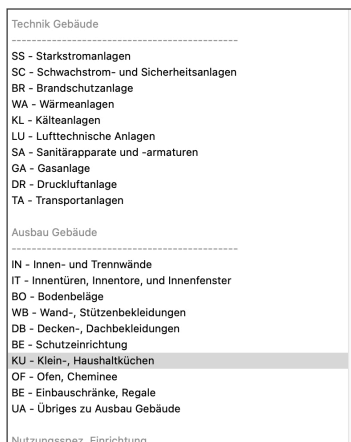 Technik Gebäude
------------------------------------------
SS - Starkstromanlagen
SC - Schwachstrom- und Sicherheitsanlagen
BR - Brandschutzanlage
WA - Wärmeanlagen
KL - Kälteanlagen
LU - Lufttechnische Anlagen
SA - Sanitärapparate und -armaturen
GA - Gasanlage
DR - Druckluftanlage
TA - Transportanlagen
Ausbau Gebäude
------------------------------------------
IN - Innen- und Trennwände
IT - Innentüren, Innentore, und Innenfenster
BO - Bodenbeläge
WB - Wand-, Stützenbekleidungen
DB - Decken-, Dachbekleidungen
BE - Schutzeinrichtung
KU - Klein-, Haushaltküchen
OF - Ofen, Cheminee
BE - Einbauschränke, Regale
UA - Übriges zu Ausbau Gebäude
Nutzungsspez. Einrichtung